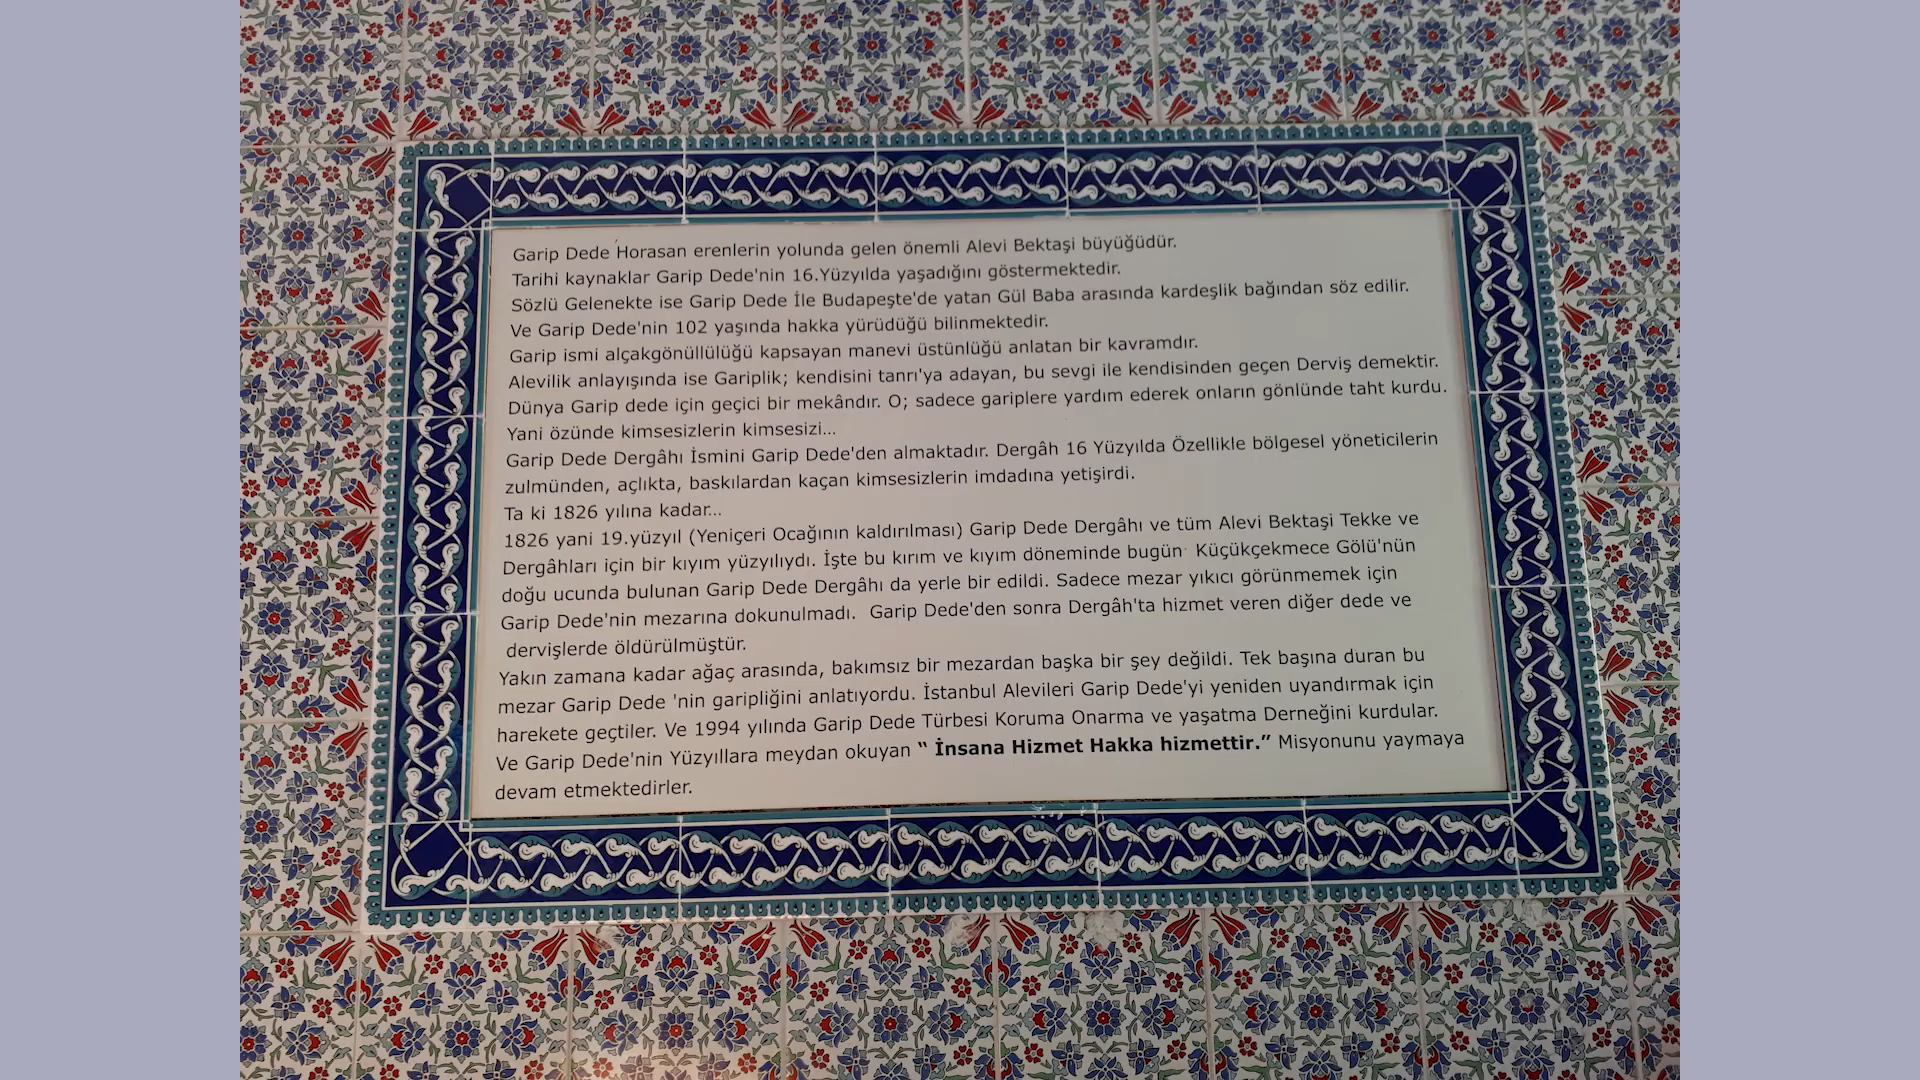 Garip Dede Horasan erenlerin yolunda gelen önemli Alevi Bektaşi büyüğüdür.
Tarihi kaynaklar Garip Dede'nin 16.Yüzyılda yaşadığını göstermektedir.
Sözlü Gelenekte ise Garip Dede İle Budapeşte'de yatan Gül Baba arasında kardeşlik bağından söz edilir.
Ve Garip Dede'nin 102 yaşında hakka yürüdüğü bilinmektedir.
Garip ismi alçakgönüllülüğü kapsayan manevi üstünlüğü anlatan bir kavramdır.
Alevilik anlayışında ise Gariplik; kendisini tanrı'ya adayan, bu sevgi ile kendisinden geçen Derviş demektir.
Dünya Garip dede için geçici bir mekândır. O; sadece gariplere yardım ederek onların gönlünde taht kurdu.
Yani özünde kimsesizlerin kimsesizi...
Garip Dede Dergâhı İsmini Garip Dede'den almaktadır. Dergâh 16 Yüzyılda Özellikle bölgesel yöneticilerin
zulmünden, açlıkta, baskılardan kaçan kimsesizlerin imdadına yetişirdi.
Ta ki 1826 yılına kadar...
1826 yani 19.yüzyıl (Yeniçeri Ocağının kaldırılması) Garip Dede Dergâhı ve tüm Alevi Bektaşi Tekke ve
Dergâhları için bir kıyım yüzyılıydı. İşte bu kırım ve kıyım döneminde bugün Küçükçekmece Gölü'nün
doğu ucunda bulunan Garip Dede Dergâhı da yerle bir edildi. Sadece mezar yıkıcı görünmemek için
Garip Dede'nin mezarına dokunulmadı. Garip Dede'den sonra Dergâh'ta hizmet veren diğer dede ve
dervişlerde öldürülmüştür.
Yakın zamana kadar ağaç arasında, bakımsız bir mezardan başka bir şey değildi. Tek başına duran bu
mezar Garip Dede 'nin garipliğini anlatıyordu. İstanbul Alevileri Garip Dede'yi yeniden uyandırmak için
harekete geçtiler. Ve 1994 yılında Garip Dede Türbesi Koruma Onarma ve yaşatma Derneğini kurdular.
Ve Garip Dede'nin Yüzyıllara meydan okuyan “ İnsana Hizmet Hakka hizmettir.” Misyonunu yaymaya
devam etmektedirler.